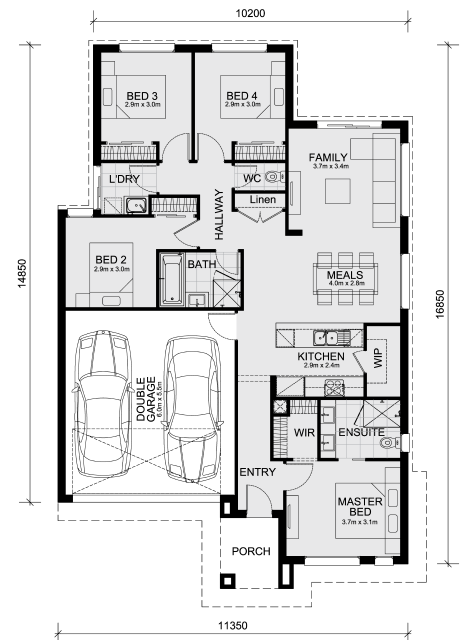 10200
BED 3
2.9m x 3.0m
BED 4
2.9m x 3.0m
FAMILY
3.7m x 3.4m
L'DRY
WC
Linen
HALLWAY
BED 2
2.9m x 3.0m
BATH
MEALS
4.0m x 2.8m
14850
16850
KITCHEN
2.9m x 2.4m
WIP
DOUBLE
GARAGE
6.0m x 5.5m
WIR
ENSUITE
ENTRY
MASTER
BED
3.7m x 3.1m
PORCH
11350